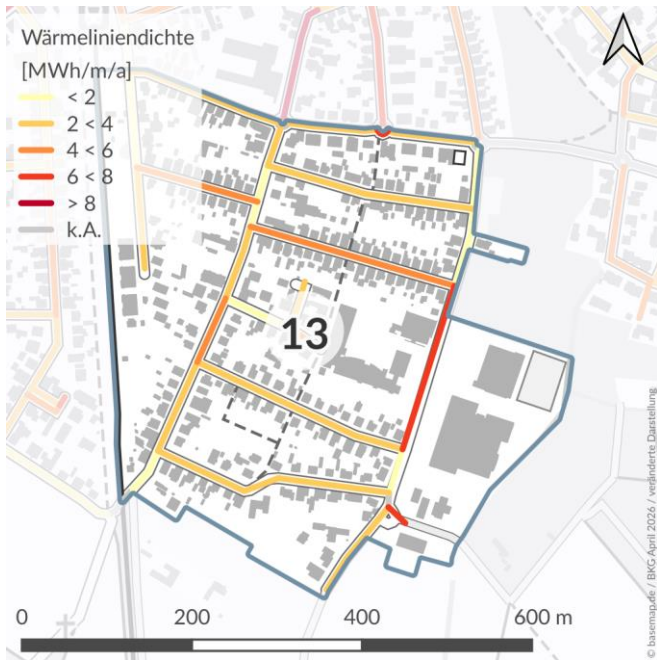 Wärmeliniendichte
[MWh/m/a]
< 2
2 < 4
4 < 6
6 < 8
> 8
k.A.
13
0 200 400 600 m
© basemap.de / BKG April 2026 / veränderte Darstellung